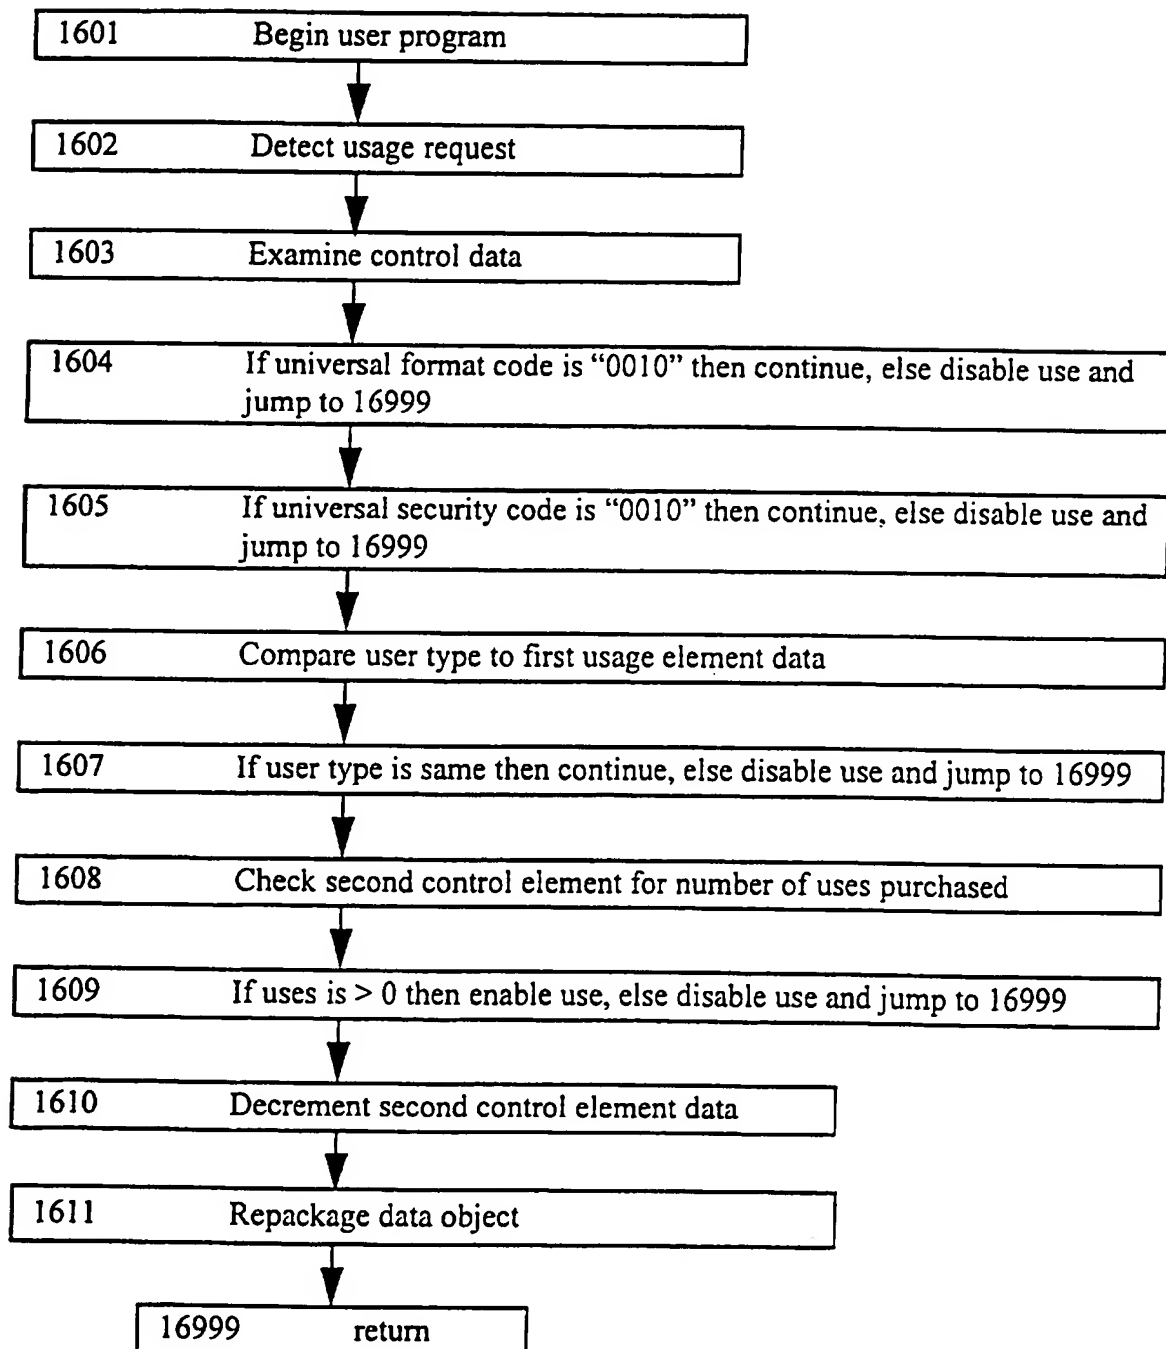 1601 Begin user program
1602 Detect usage request
1603 Examine control data
1604 If universal format code is “0010” then continue, else disable use and
jump to 16999
1605 If universal security code is “0010” then continue, else disable use and
jump to 16999
1606 Compare user type to first usage element data
1607 If user type is same then continue, else disable use and jump to 16999
1608 Check second control element for number of uses purchased
1609 If uses is > 0 then enable use, else disable use and jump to 16999
1610 Decrement second control element data
1611 Repackage data object
16999 return